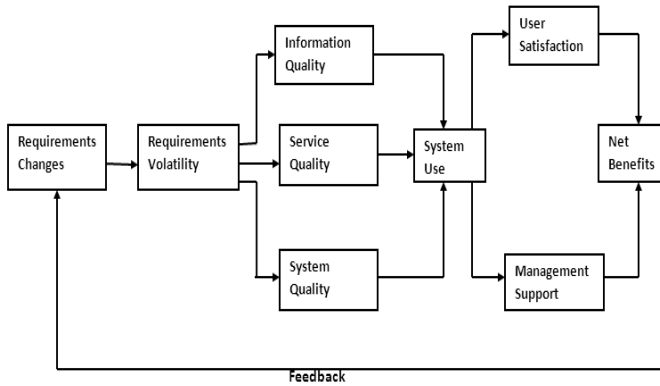 Requirements
Changes
Requirements
Volatility
Information
Quality
Service
Quality
System
Quality
System
Use
User
Satisfaction
Management
Support
Net
Benefits
Feedback